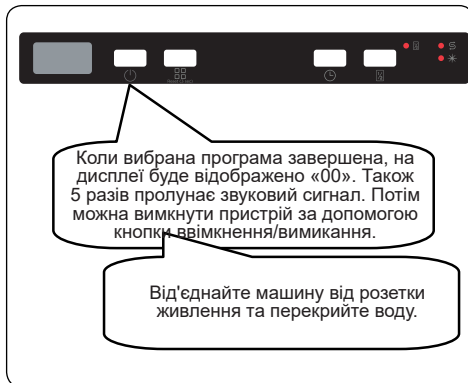 Коли вибрана програма завершена, на
дисплеї буде відображено «00». Також
5 разів пролунає звуковий сигнал. Потім
можна вимкнути пристрій за допомогою
кнопки ввімкнення/вимикання.
Від'єднайте машину від розетки
живлення та перекрийте воду.